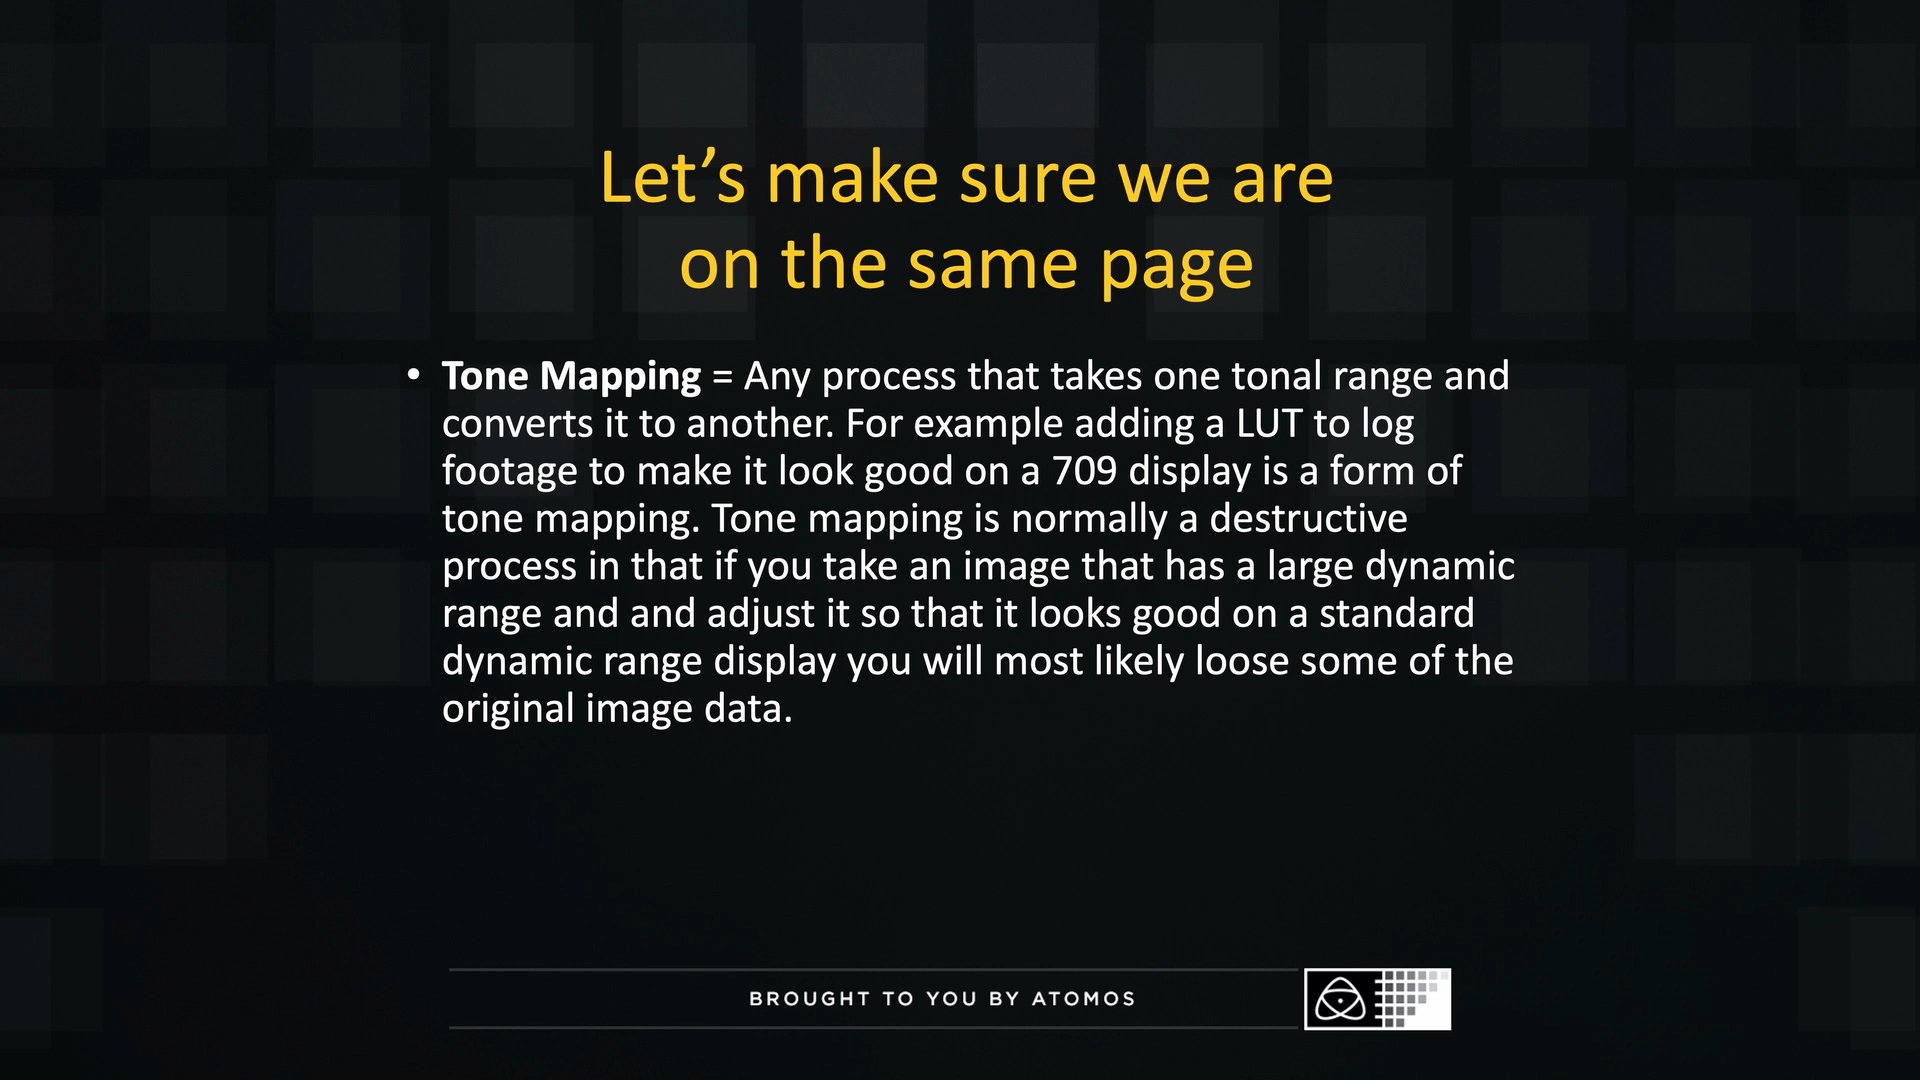 Let’s make sure we are
on the same page
• Tone Mapping = Any process that takes one tonal range and
converts it to another. For example adding a LUT to log
footage to make it look good on a 709 display is a form of
tone mapping. Tone mapping is normally a destructive
process in that if you take an image that has a large dynamic
range and and adjust it so that it looks good on a standard
dynamic range display you will most likely loose some of the
original image data.
BROUGHT TO YOU BY ATOMOS